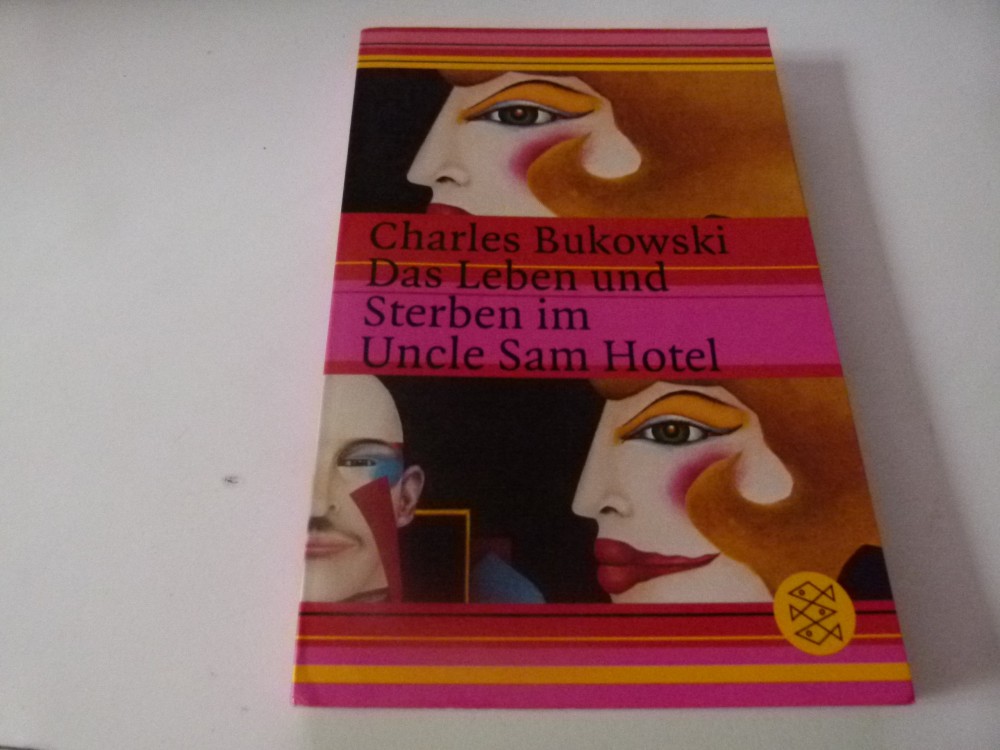 Charles Bukowski
Das Leben und
Sterben im
Uncle Sam Hotel